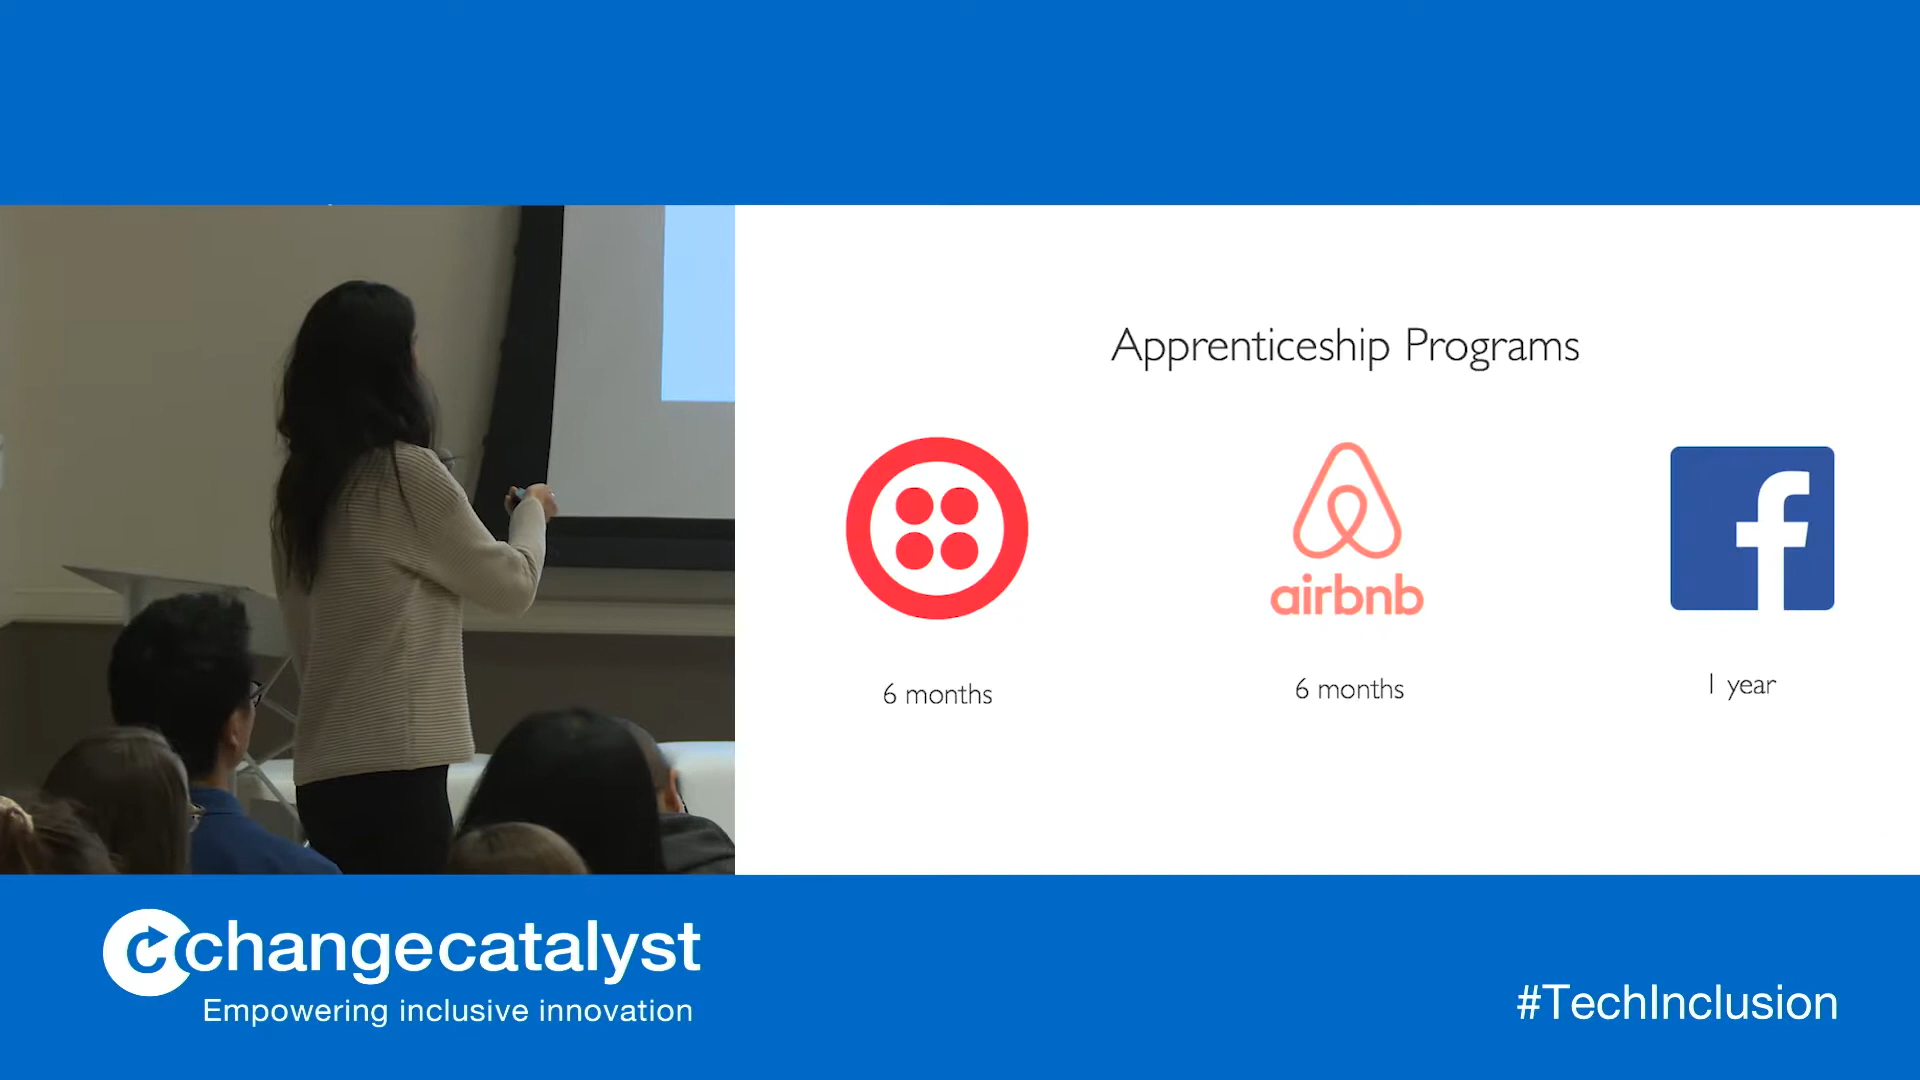 Apprenticeship Programs
airbnb
f
6 months
6 months
1 year
changecatalyst
Empowering inclusive innovation
#TechInclusion